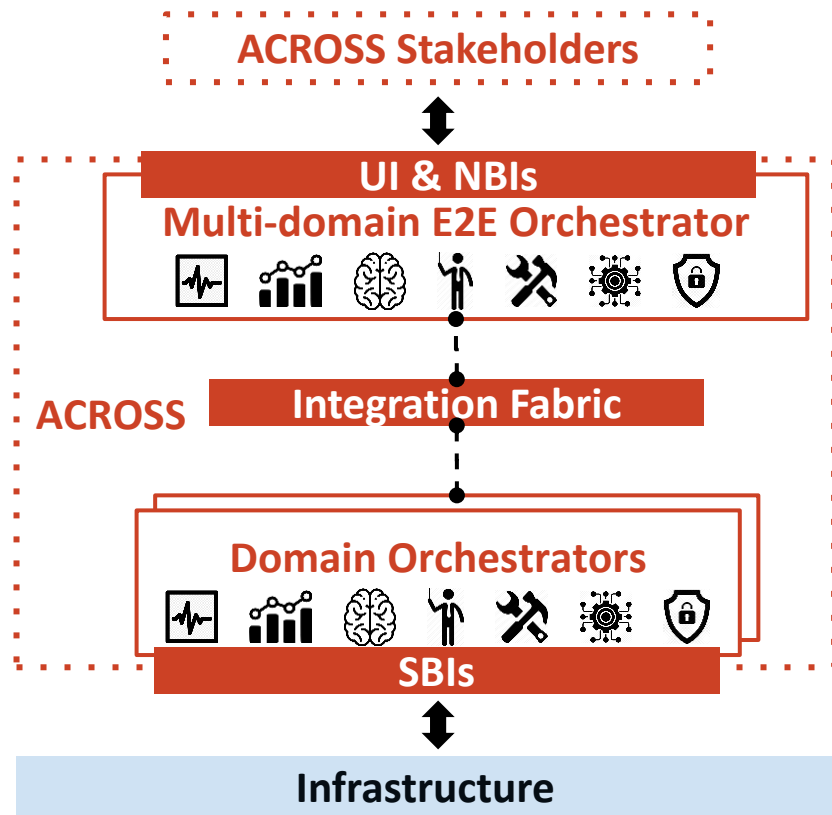 ACROSS Stakeholders
UI & NBIs
Multi-domain E2E Orchestrator
Integration Fabric
ACROSS
Domain Orchestrators
SBIs
Infrastructure